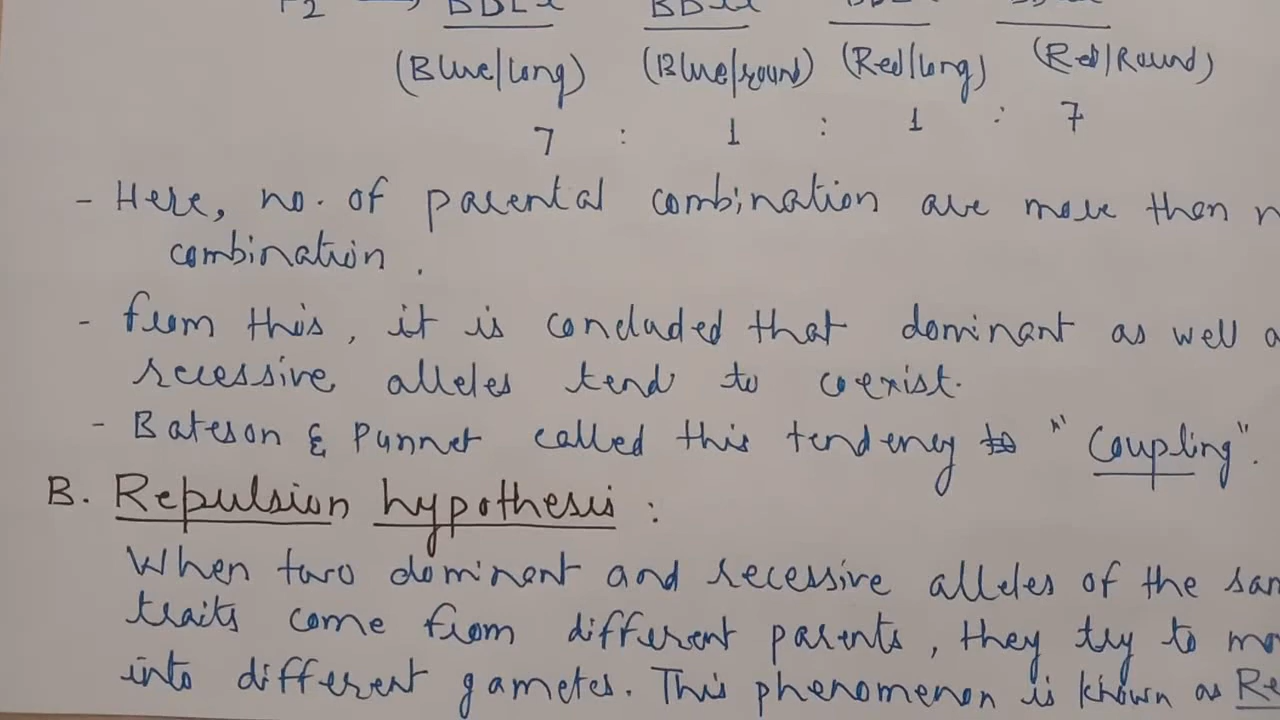 F2
(Blue/long) (Blue/round) (Red/long) (Red/Round)
7 : 1 : 1 : 7
- Here, no. of parental combination are more then
combination.
- from this, it is concluded that dominant as well
recessive alleles tend to coexist.
- Bateson & Punnet called this tendency "Coupling".
B. Repulsion hypothesis :
When two dominant and recessive alleles of the
traits come from different parents, they try to
into different gametes. This phenomenon is known as